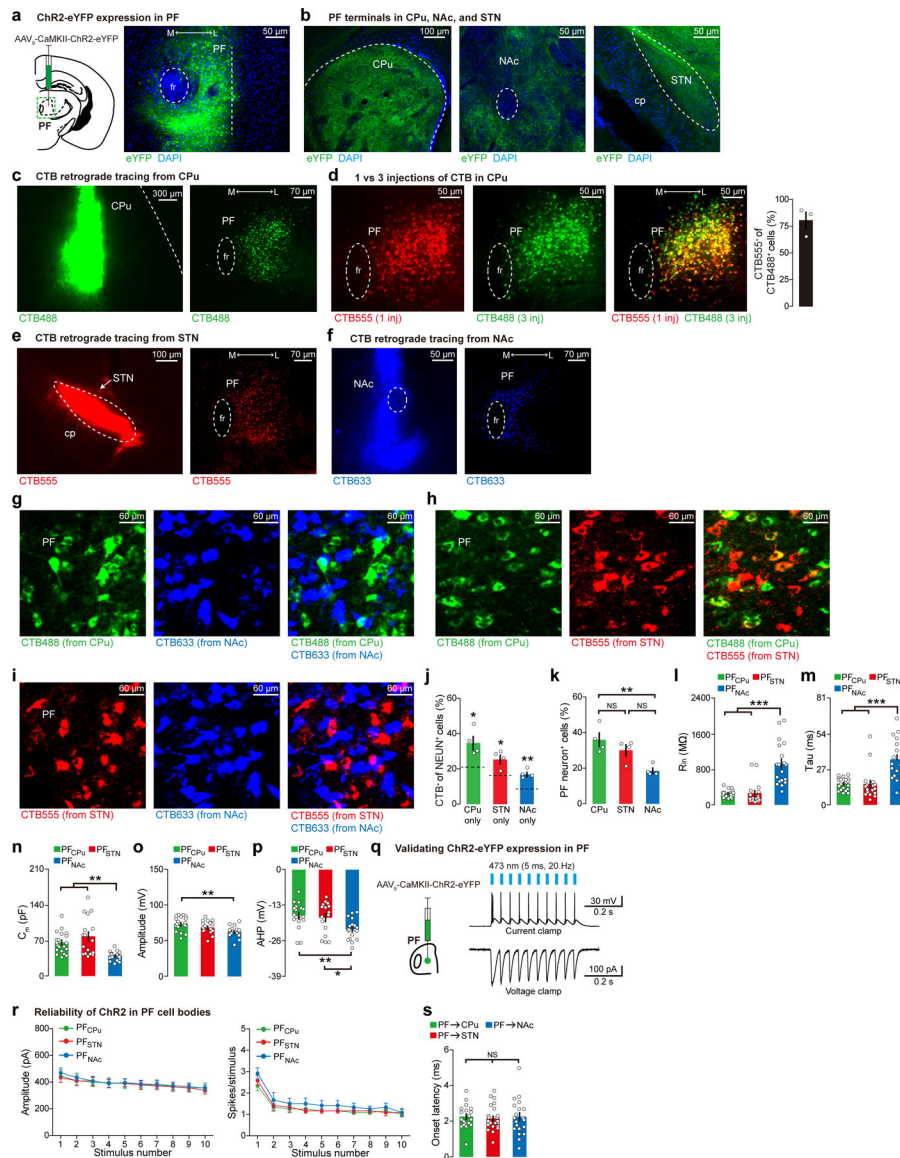 a ChR2-eYFP expression in PF
AAV9-CaMKII-ChR2-eYFP
PF
M L
50 µm
PF
fr
eYFP DAPI
b PF terminals in CPu, NAc, and STN
100 µm
CPu
50 µm
NAc
50 µm
STN
cp
eYFP DAPI
eYFP DAPI
eYFP DAPI
c CTB retrograde tracing from CPu
300 µm
CPu
M L
70 µm
PF
fr
CTB488
CTB488
d 1 vs 3 injections of CTB in CPu
M L
50 µm
PF
fr
M L
50 µm
PF
fr
M L
50 µm
PF
fr
CTB555 (1 inj)
CTB488 (3 inj)
CTB555 (1 inj) CTB488 (3 inj)
CTB555+ of
CTB488+ cells (%)
100
75
50
25
0
e CTB retrograde tracing from STN
100 µm
STN
cp
M L
70 µm
PF
fr
CTB555
CTB555
f CTB retrograde tracing from NAc
50 µm
NAc
M L
70 µm
PF
fr
CTB633
CTB633
g
60 µm
PF
60 µm
60 µm
CTB488 (from CPu)
CTB633 (from NAc)
CTB488 (from CPu)
CTB633 (from NAc)
h
60 µm
PF
60 µm
60 µm
CTB488 (from CPu)
CTB555 (from STN)
CTB488 (from CPu)
CTB555 (from STN)
i
60 µm
PF
60 µm
60 µm
CTB555 (from STN)
CTB633 (from NAc)
CTB555 (from STN)
CTB633 (from NAc)
j
CTB+ of NEUN+ cells (%)
60
40
20
0
*
*
**
CPu only
STN only
NAc only
k
PF neuron+ cells (%)
60
40
20
0
**
NS
NS
CPu
STN
NAc
l
PFCPu PFSTN
PFNAc
Rin (MΩ)
2k
1k
0
***
m
PFCPu PFSTN
PFNAc
Tau (ms)
81
54
27
0
***
n
PFCPu PFSTN
PFNAc
Cm (pF)
210
140
70
0
**
o
PFCPu PFSTN
PFNAc
Amplitude (mV)
200
150
100
50
0
**
p
PFCPu PFSTN
PFNAc
AHP (mV)
0
-13
-26
-39
**
*
q Validating ChR2-eYFP expression in PF
AAV9-CaMKII-ChR2-eYFP
PF
473 nm (5 ms, 20 Hz)
30 mV
0.2 s
Current clamp
100 pA
0.2 s
Voltage clamp
r Reliability of ChR2 in PF cell bodies
PFCPu
PFSTN
PFNAc
Amplitude (pA)
800
600
400
200
0
1 2 3 4 5 6 7 8 9 10
Stimulus number
PFCPu
PFSTN
PFNAc
Spikes/stimulus
5
4
3
2
1
0
1 2 3 4 5 6 7 8 9 10
Stimulus number
s
PF→CPu PF→NAc
PF→STN
Onset latency (ms)
6
4
2
0
NS